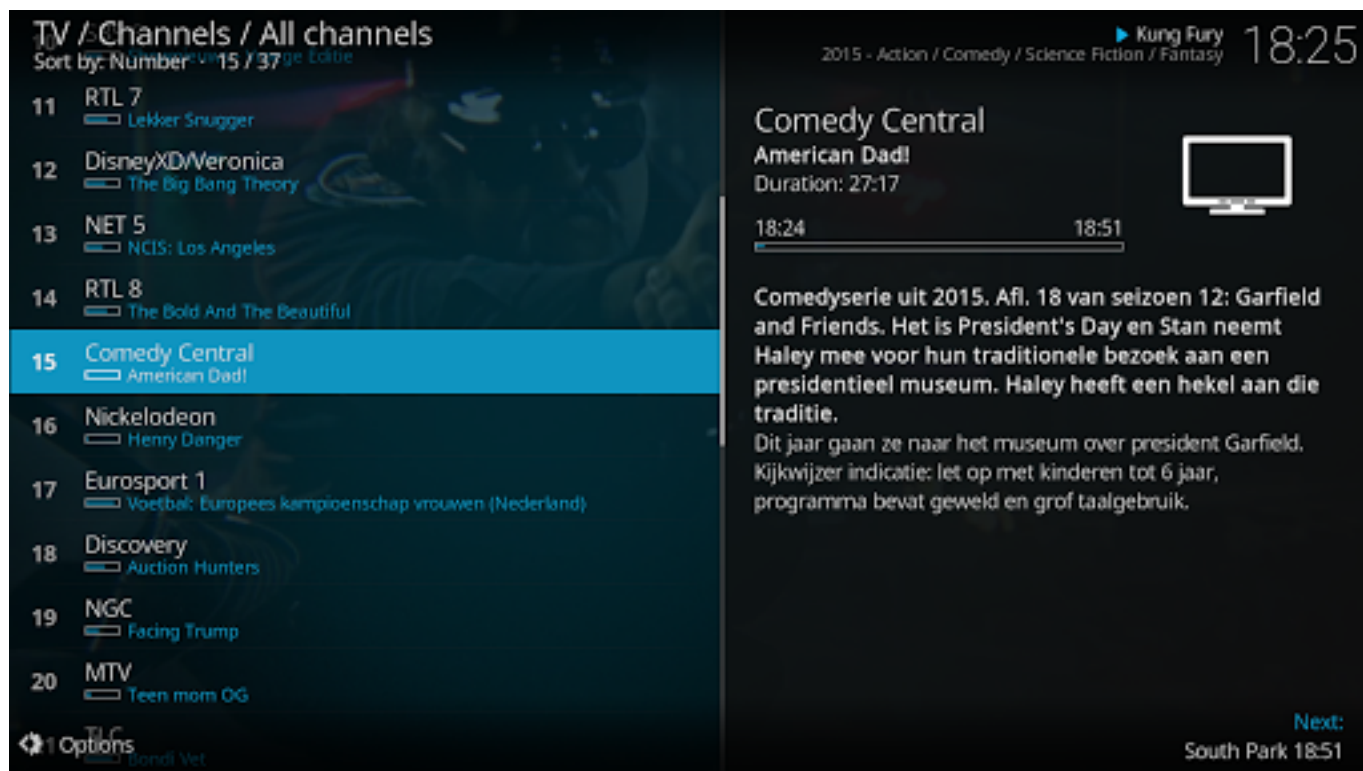 TV / Channels / All channels
Sort by: Number · 15 / 37
Kung Fury
2015 - Action / Comedy / Science Fiction / Fantasy
18:25
10
11 RTL 7
Lekker Snugger
12 DisneyXD/Veronica
The Big Bang Theory
13 NET 5
NCIS: Los Angeles
14 RTL 8
The Bold And The Beautiful
15 Comedy Central
American Dad!
16 Nickelodeon
Henry Danger
17 Eurosport 1
Voetbal: Europees kampioenschap vrouwen (Nederland)
18 Discovery
Auction Hunters
19 NGC
Facing Trump
20 MTV
Teen mom OG
21 TLC
Bondi Vet
Options
Comedy Central
American Dad!
Duration: 27:17
18:24 18:51
Comedyserie uit 2015. Afl. 18 van seizoen 12: Garfield
and Friends. Het is President's Day en Stan neemt
Haley mee voor hun traditionele bezoek aan een
presidentieel museum. Haley heeft een hekel aan die
traditie.
Dit jaar gaan ze naar het museum over president Garfield.
Kijkwijzer indicatie: let op met kinderen tot 6 jaar,
programma bevat geweld en grof taalgebruik.
Next:
South Park 18:51